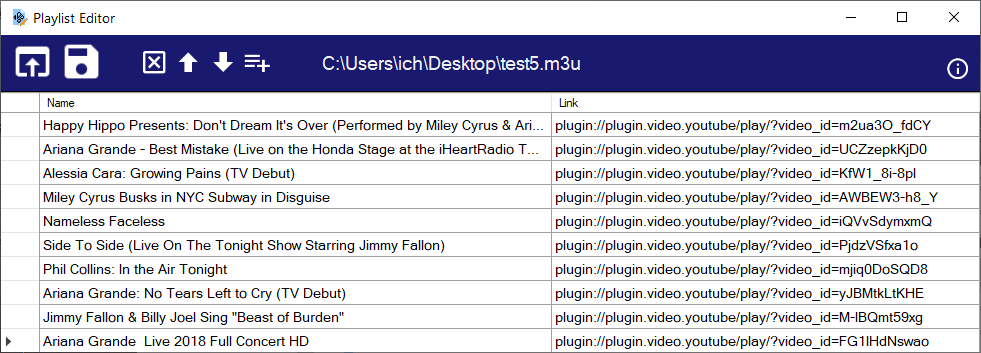 Playlist Editor
C:\Users\ich\Desktop\test5.m3u
Name Link
Happy Hippo Presents: Don't Dream It's Over (Performed by Miley Cyrus & Ari... plugin://plugin.video.youtube/play/?video_id=m2ua3O_fdCY
Ariana Grande - Best Mistake (Live on the Honda Stage at the iHeartRadio T... plugin://plugin.video.youtube/play/?video_id=UCZzepkKjD0
Alessia Cara: Growing Pains (TV Debut) plugin://plugin.video.youtube/play/?video_id=KfW1_8i-8pI
Miley Cyrus Busks in NYC Subway in Disguise plugin://plugin.video.youtube/play/?video_id=AWBEW3-h8_Y
Nameless Faceless plugin://plugin.video.youtube/play/?video_id=iQVvSdymxmQ
Side To Side (Live On The Tonight Show Starring Jimmy Fallon) plugin://plugin.video.youtube/play/?video_id=PjdzVSfxa1o
Phil Collins: In the Air Tonight plugin://plugin.video.youtube/play/?video_id=mjiq0DoSQD8
Ariana Grande: No Tears Left to Cry (TV Debut) plugin://plugin.video.youtube/play/?video_id=yJBMtkLtKHE
Jimmy Fallon & Billy Joel Sing "Beast of Burden" plugin://plugin.video.youtube/play/?video_id=M-lBQmt59xg
Ariana Grande  Live 2018 Full Concert HD plugin://plugin.video.youtube/play/?video_id=FG1lHdNswao